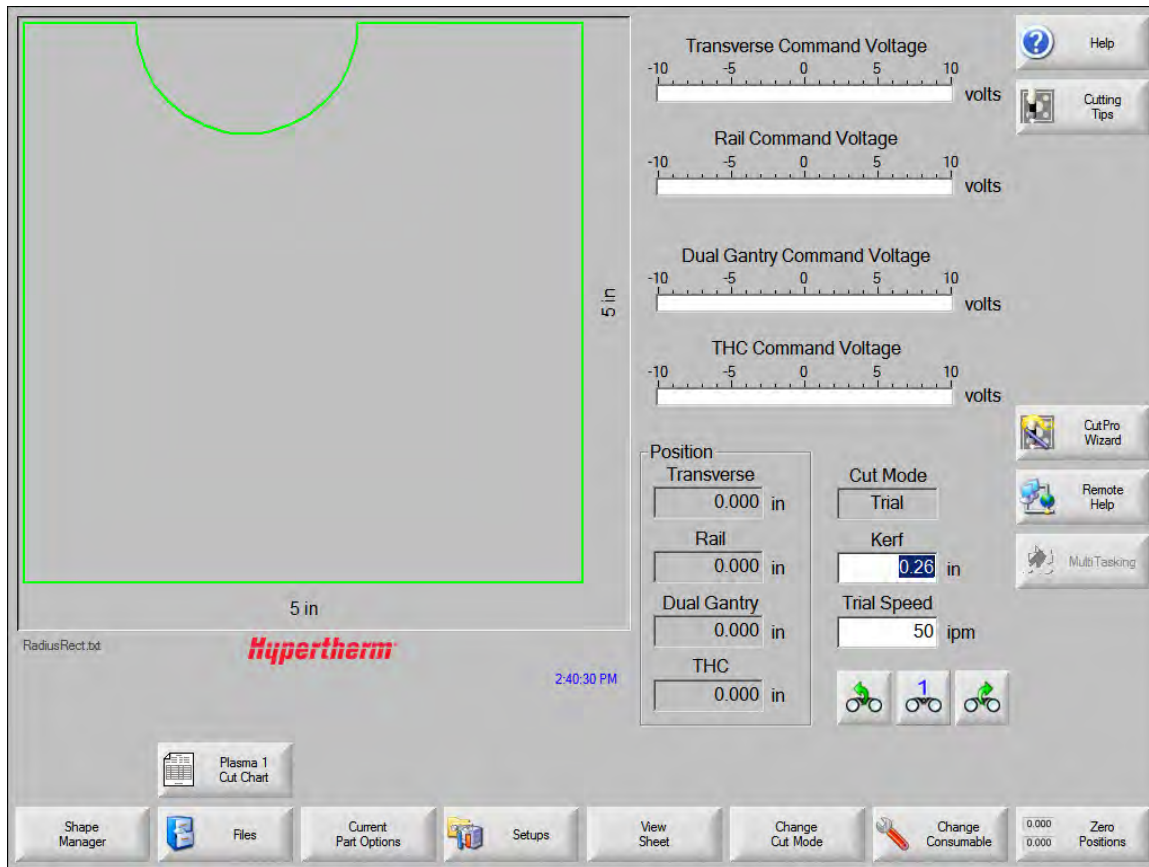 Transverse Command Voltage
-10 -5 0 5 10
volts
Rail Command Voltage
-10 -5 0 5 10
volts
Dual Gantry Command Voltage
-10 -5 0 5 10
volts
THC Command Voltage
-10 -5 0 5 10
volts
5 in
5 in
RadiusRect.txt
Hypertherm
2:40:30 PM
Position
Transverse
0.000 in
Rail
0.000 in
Dual Gantry
0.000 in
THC
0.000 in
Cut Mode
Trial
Kerf
0.26 in
Trial Speed
50 ipm
1
Help
Cutting
Tips
CutPro
Wizard
Remote
Help
MultiTasking
Plasma 1
Cut Chart
Shape
Manager
Files
Current
Part Options
Setups
View
Sheet
Change
Cut Mode
Change
Consumable
0.000
0.000
Zero
Positions